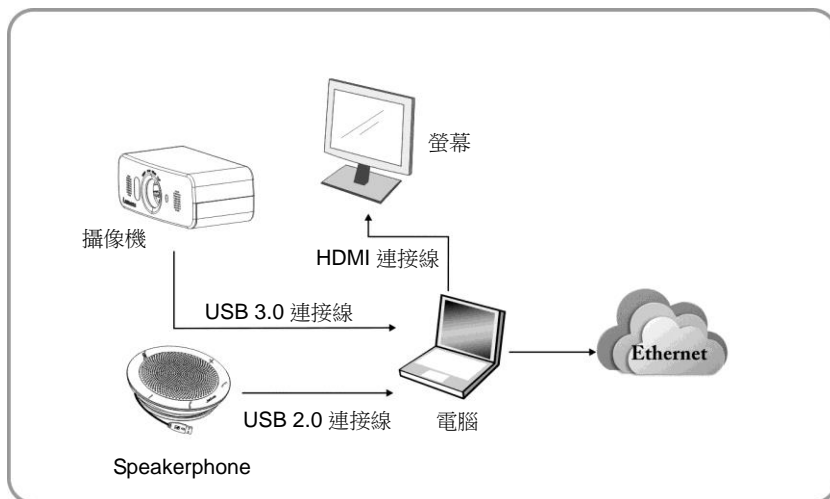 螢幕
攝像機
HDMI 連接線
USB 3.0 連接線
Ethernet
USB 2.0 連接線
電腦
Speakerphone